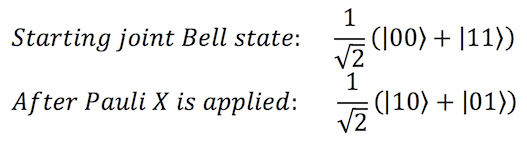 Starting joint Bell state: 1/√2 (|00⟩ + |11⟩)
After Pauli X is applied: 1/√2 (|10⟩ + |01⟩)